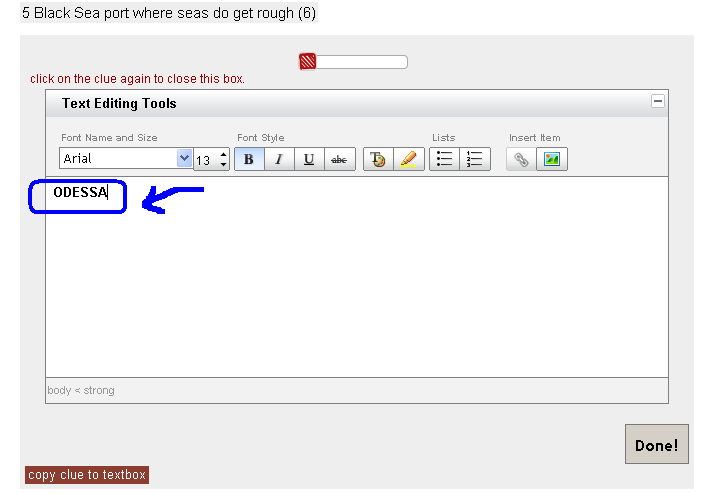 5 Black Sea port where seas do get rough (6)
click on the clue again to close this box.
Text Editing Tools
Font Name and Size Font Style Lists Insert Item
Arial 13 B I U abc
ODESSA
body < strong
Done!
copy clue to textbox